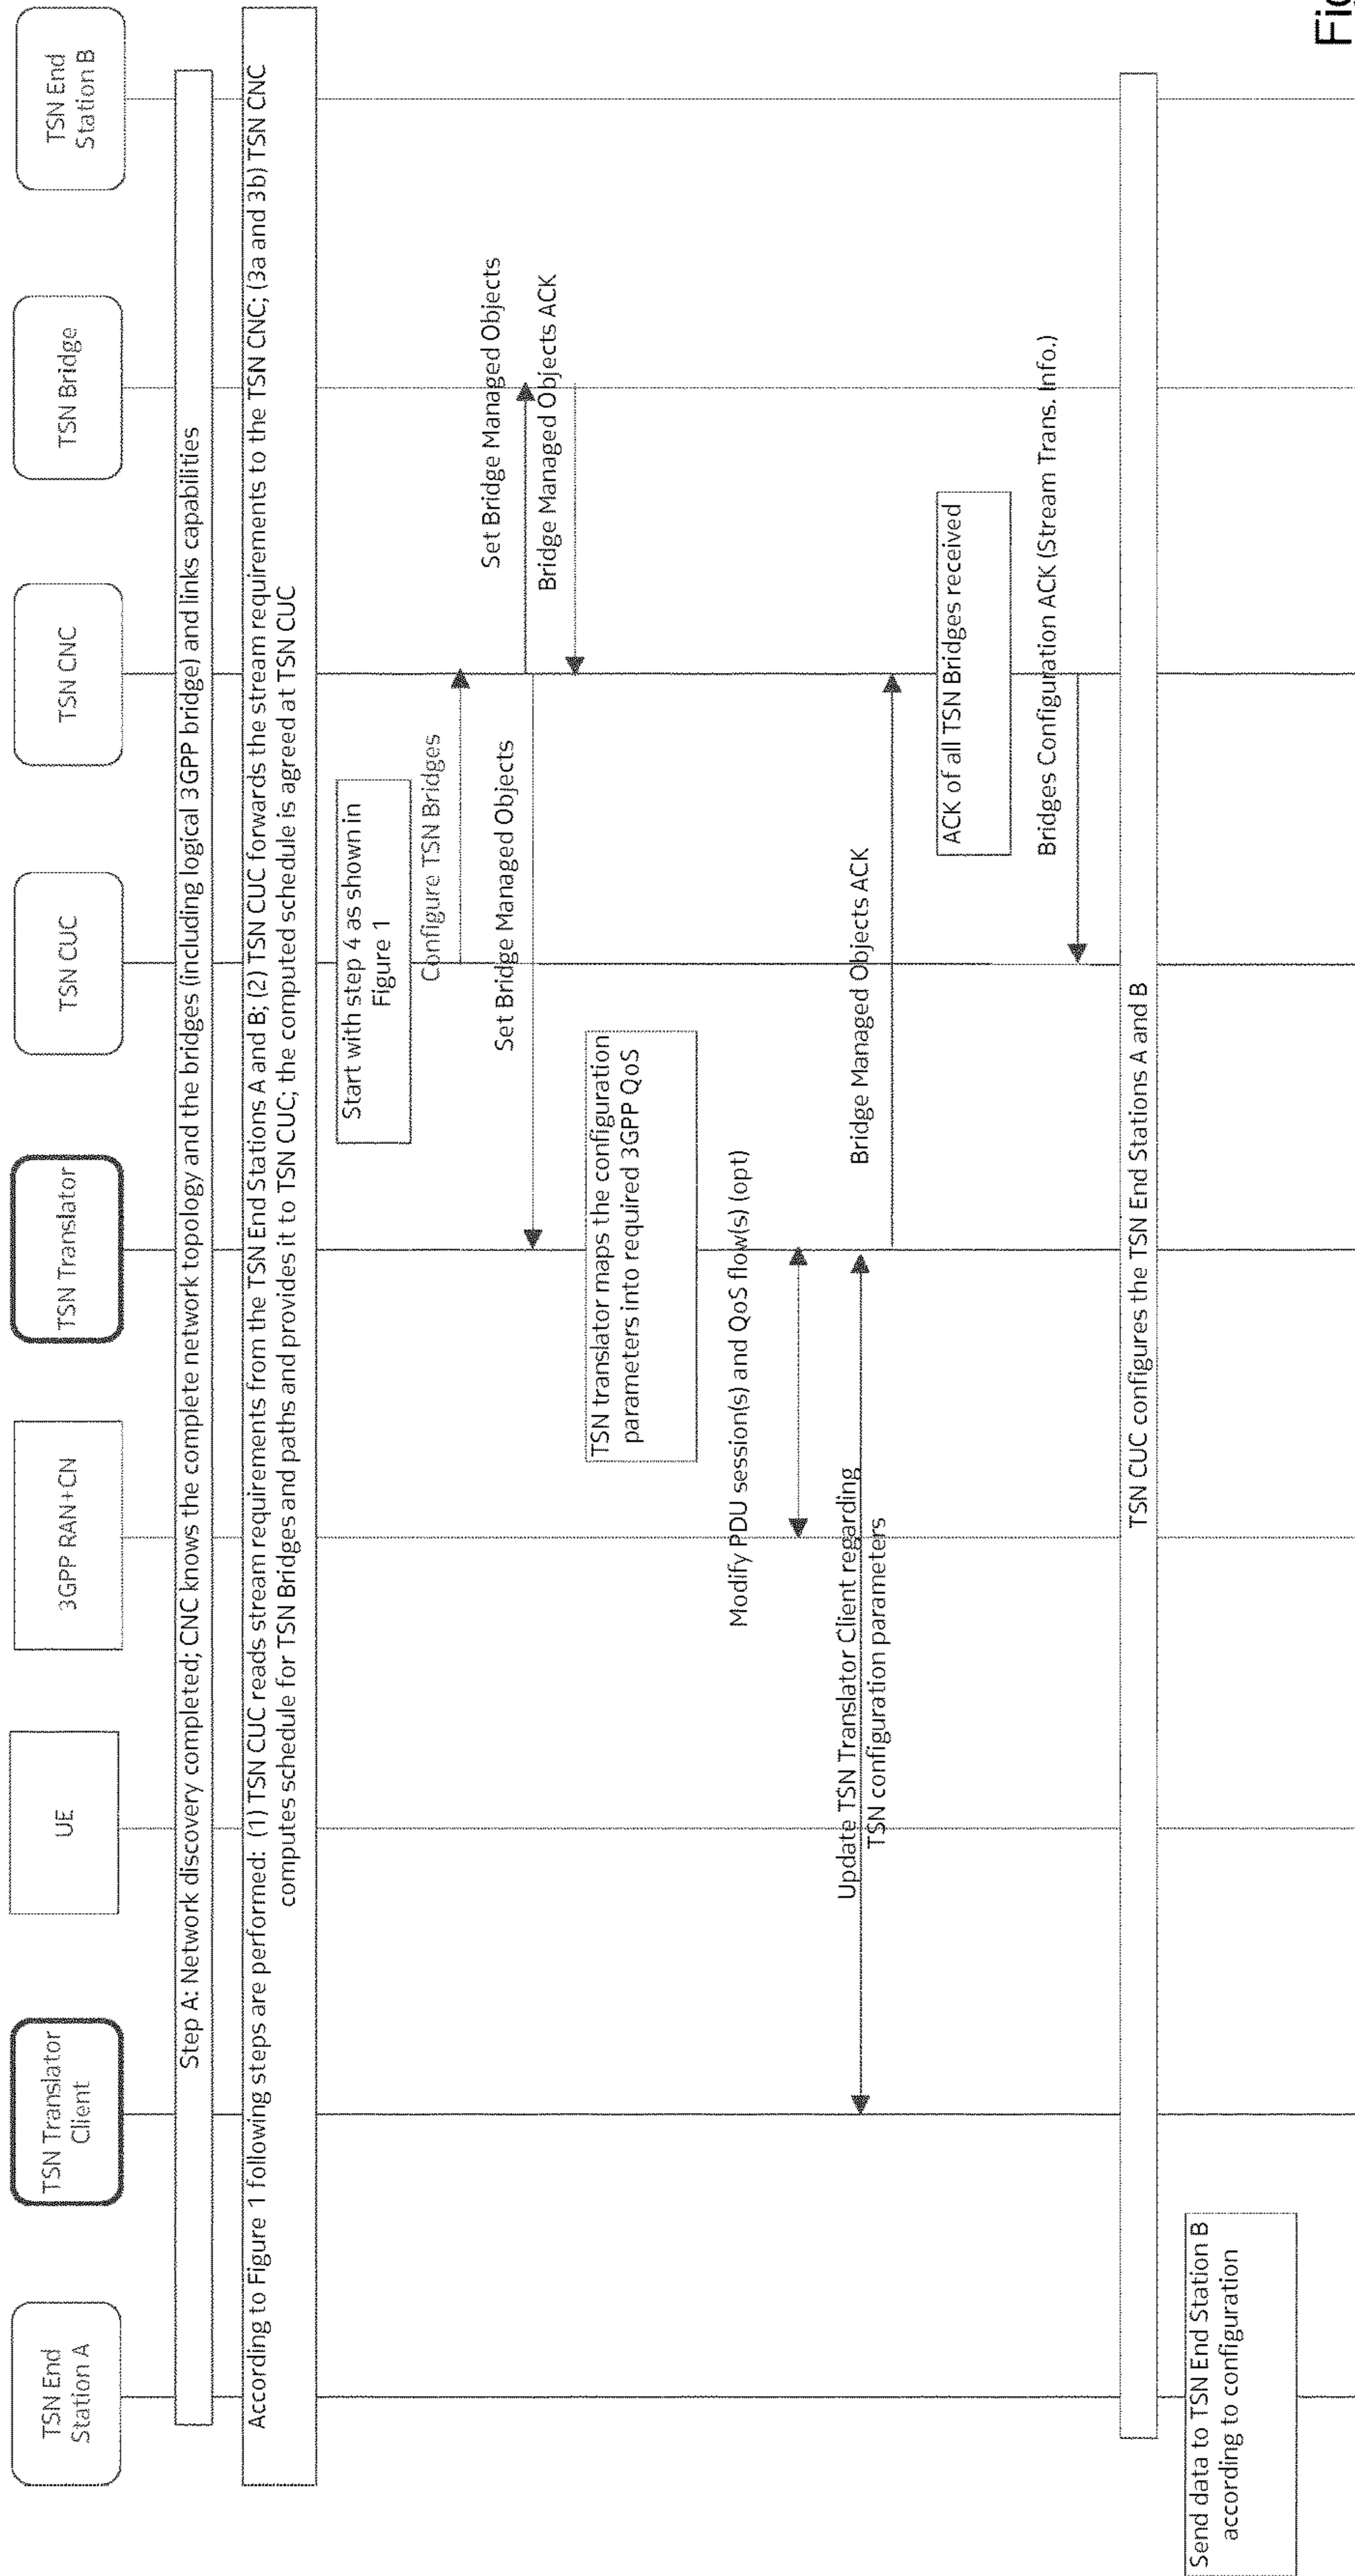 TSN End
Station A
TSN Translator
Client
UE
3GPP RAN+CN
TSN Translator
TSN CUC
TSN CNC
TSN Bridge
TSN End
Station B
Step A: Network discovery completed; CNC knows the complete network topology and the bridges (including logical 3GPP bridge) and links capabilities
According to Figure 1 following steps are performed: (1) TSN CUC reads stream requirements from the TSN End Stations A and B; (2) TSN CUC forwards the stream requirements to the TSN CNC; (3a and 3b) TSN CNC
computes schedule for TSN Bridges and paths and provides it to TSN CUC; the computed schedule is agreed at TSN CUC
Start with step 4 as shown in
Figure 1
Configure TSN Bridges
Set Bridge Managed Objects
Set Bridge Managed Objects
Bridge Managed Objects ACK
TSN translator maps the configuration
parameters into required 3GPP QoS
Modify PDU session(s) and QoS flow(s) (opt)
Update TSN Translator Client regarding
TSN configuration parameters
Bridge Managed Objects ACK
ACK of all TSN Bridges received
Bridges Configuration ACK (Stream Trans. Info.)
TSN CUC configures the TSN End Stations A and B
Send data to TSN End Station B
according to configuration